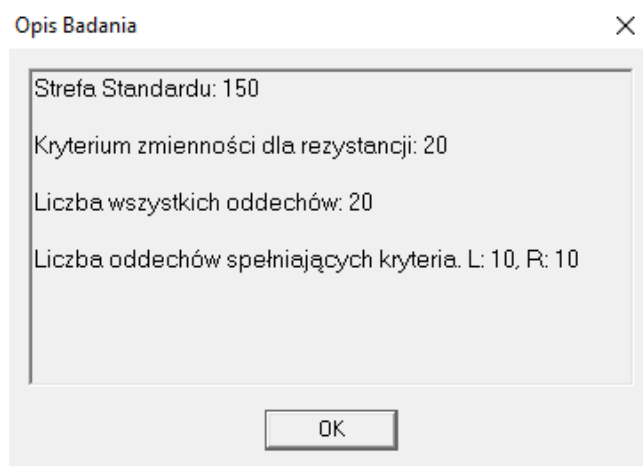 Opis Badania
Strefa Standardu: 150
Kryterium zmienności dla rezystancji: 20
Liczba wszystkich oddechów: 20
Liczba oddechów spełniających kryteria. L: 10, R: 10
OK